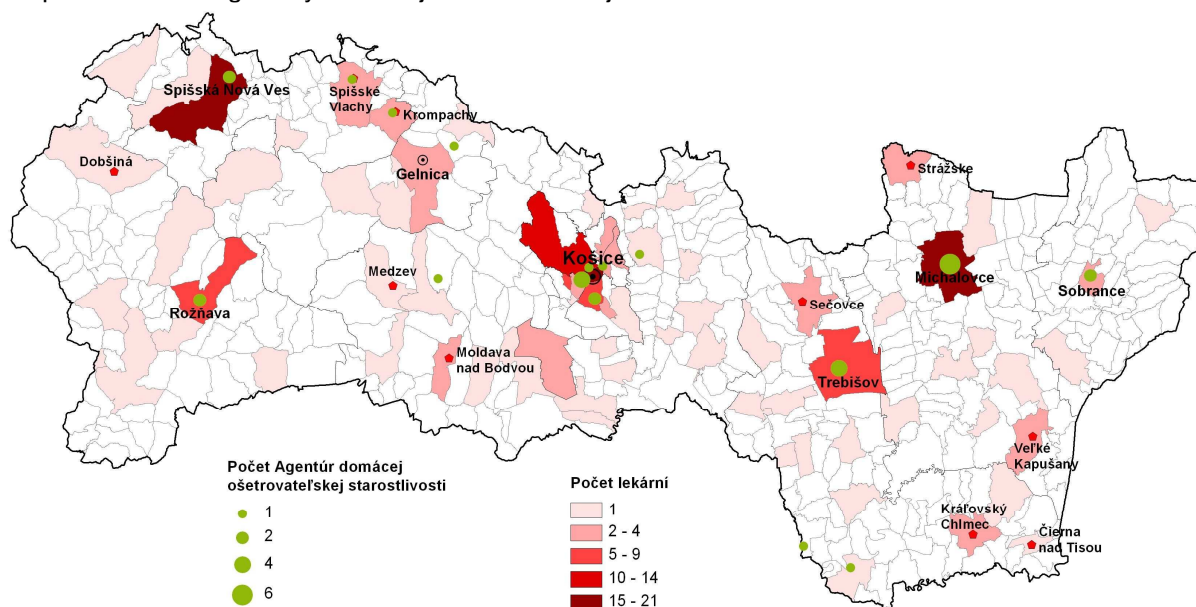 Spišská Nová Ves
Spišské
Vlachy
Krompachy
Dobšiná
Gelnica
Strážske
Košice
Medzev
Michalovce
Sobrance
Rožňava
Sečovce
Moldava
nad Bodvou
Trebišov
Veľké
Kapušany
Kráľovský
Chlmec
Čierna
nad Tisou
Počet Agentúr domácej
ošetrovateľskej starostlivosti
1
2
4
6
Počet lekární
1
2 - 4
5 - 9
10 - 14
15 - 21